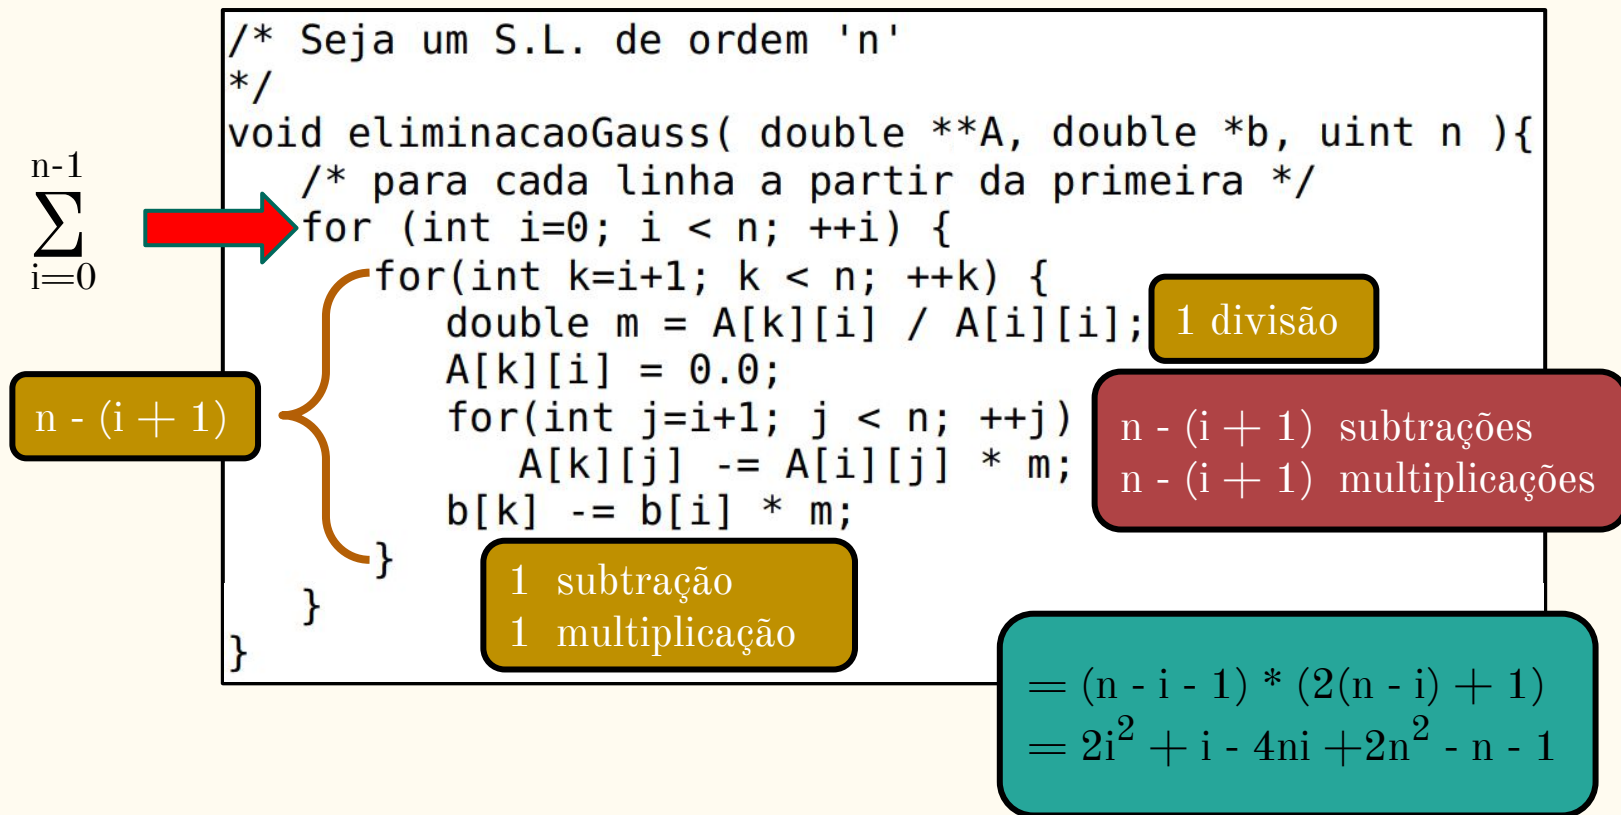 /* Seja um S.L. de ordem 'n'
*/
void eliminacaoGauss( double **A, double *b, uint n ){
/* para cada linha a partir da primeira */
n-1
∑
i=0
for (int i=0; i < n; ++i) {
for(int k=i+1; k < n; ++k) {
double m = A[k][i] / A[i][i];
1 divisão
A[k][i] = 0.0;
n - (i + 1)
for(int j=i+1; j < n; ++j)
A[k][j] -= A[i][j] * m;
n - (i + 1) subtrações
n - (i + 1) multiplicações
b[k] -= b[i] * m;
}
1 subtração
1 multiplicação
}
}
= (n - i - 1) * (2(n - i) + 1)
= 2i² + i - 4ni +2n² - n - 1